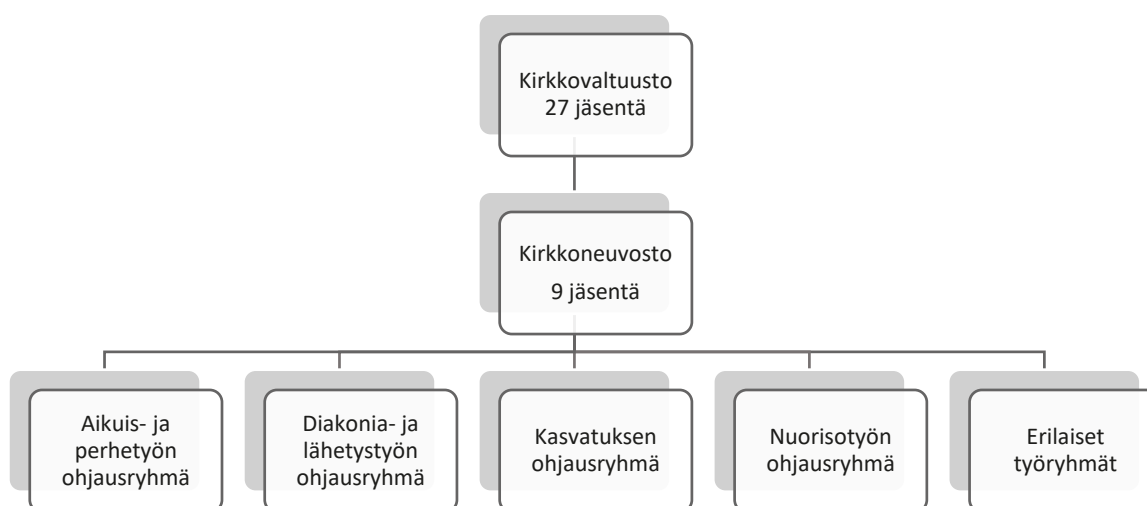 Kirkkovaltuusto
27 jäsentä
Kirkkoneuvosto
9 jäsentä
Aikuis- ja
perhetyön
ohjausryhmä
Diakonia- ja
lähetystyön
ohjausryhmä
Kasvatuksen
ohjausryhmä
Nuorisotyön
ohjausryhmä
Erilaiset
työryhmät